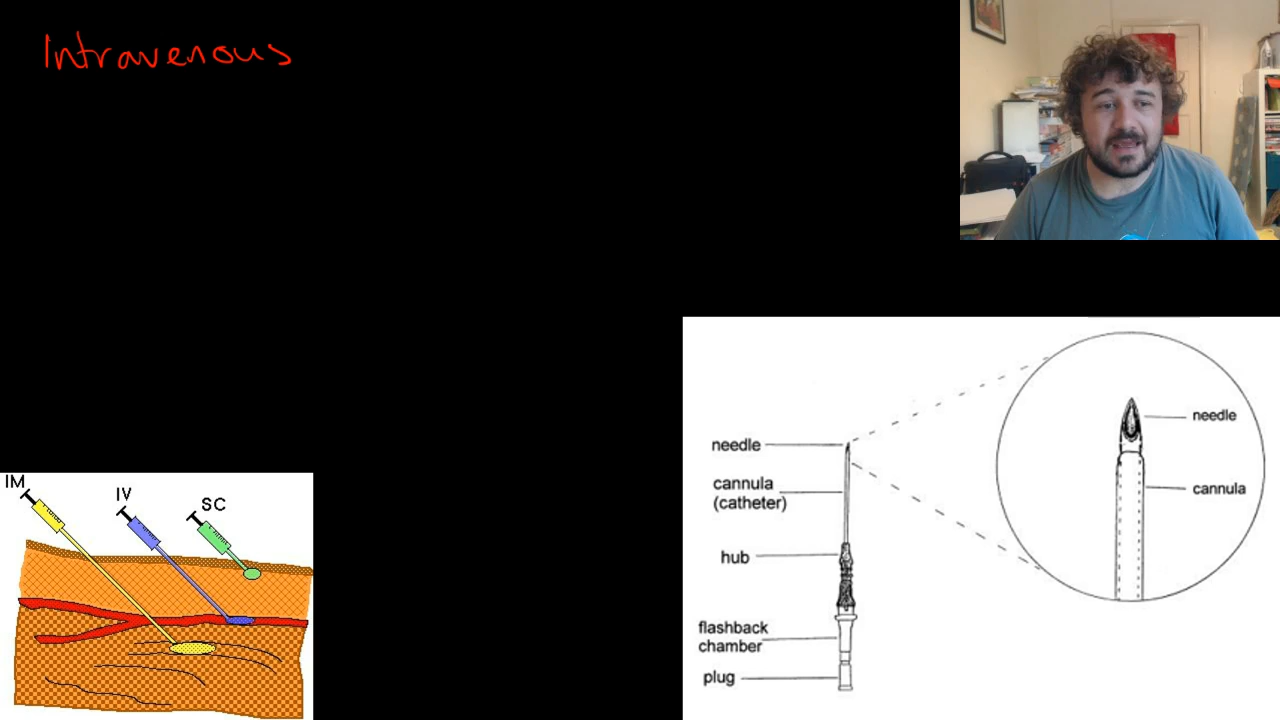 Intravenous
IM
IV
SC
needle
cannula
(catheter)
hub
flashback
chamber
plug
needle
cannula